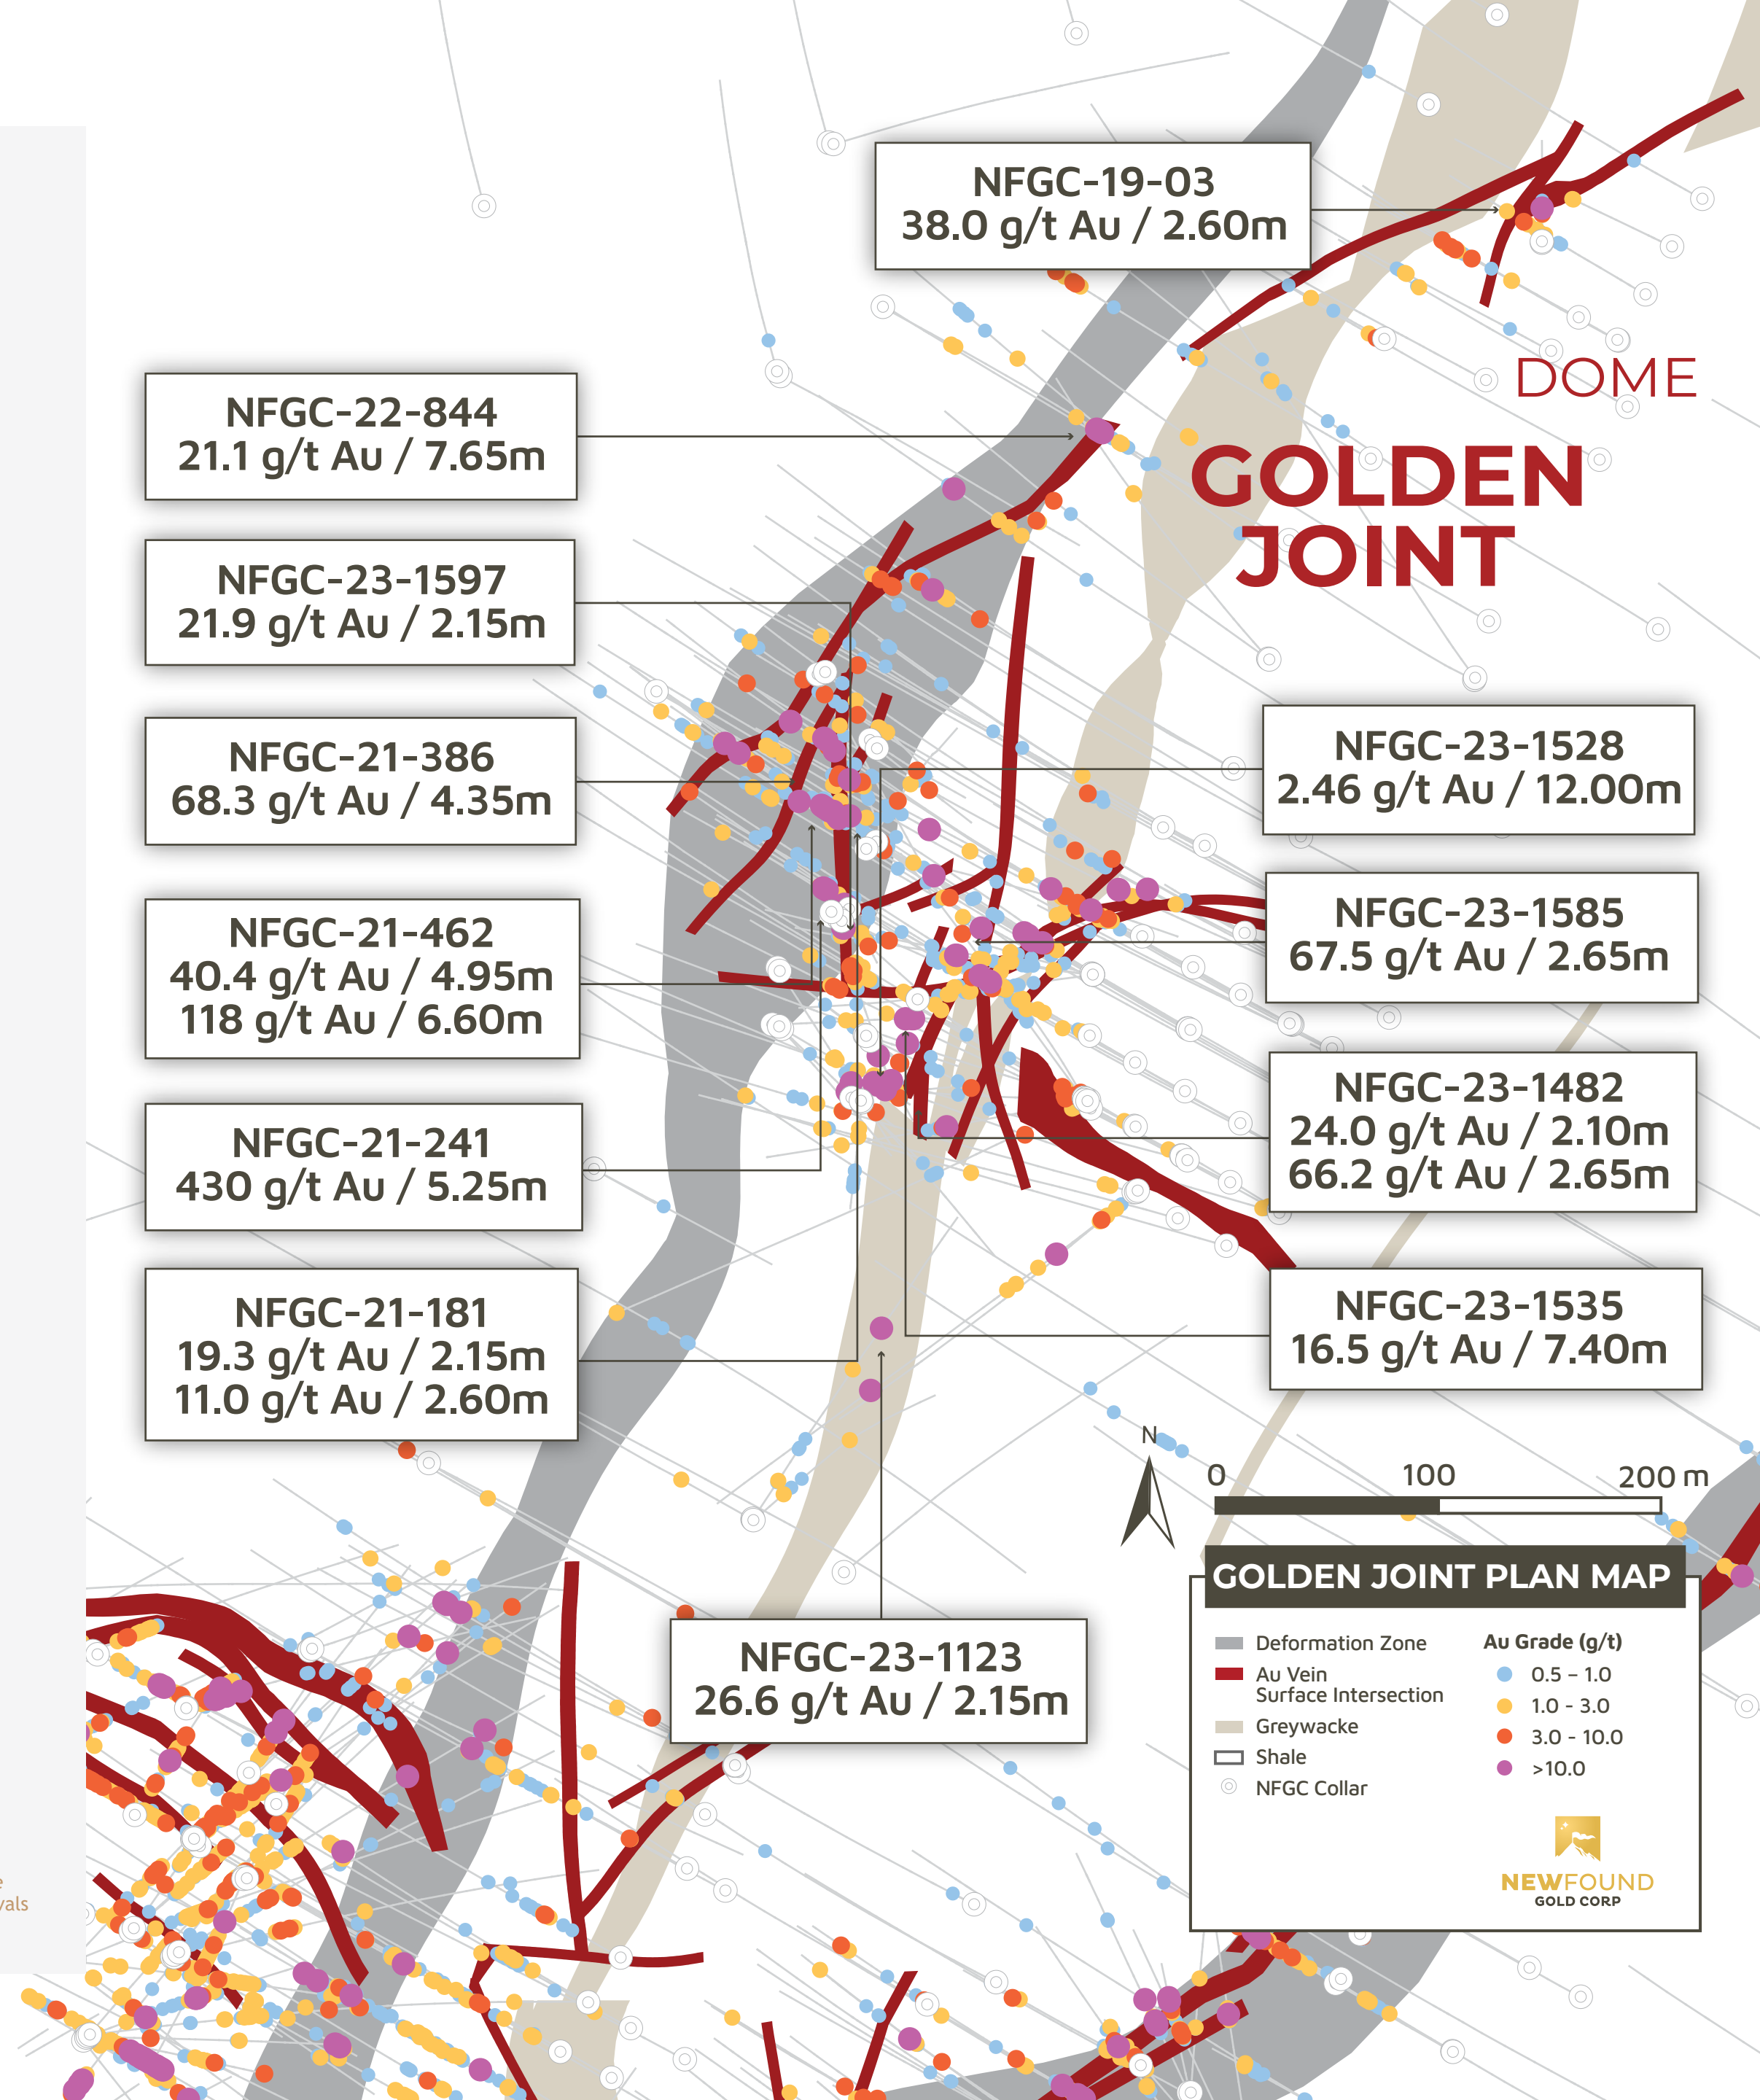 NFGC-19-03
38.0 g/t Au / 2.60m
DOME
GOLDEN
JOINT
NFGC-22-844
21.1 g/t Au / 7.65m
NFGC-23-1597
21.9 g/t Au / 2.15m
NFGC-21-386
68.3 g/t Au / 4.35m
NFGC-21-462
40.4 g/t Au / 4.95m
118 g/t Au / 6.60m
NFGC-21-241
430 g/t Au / 5.25m
NFGC-21-181
19.3 g/t Au / 2.15m
11.0 g/t Au / 2.60m
NFGC-23-1528
2.46 g/t Au / 12.00m
NFGC-23-1585
67.5 g/t Au / 2.65m
NFGC-23-1482
24.0 g/t Au / 2.10m
66.2 g/t Au / 2.65m
NFGC-23-1535
16.5 g/t Au / 7.40m
NFGC-23-1123
26.6 g/t Au / 2.15m
N
0 100 200 m
GOLDEN JOINT PLAN MAP
Deformation Zone
Au Vein
Surface Intersection
Greywacke
Shale
NFGC Collar
Au Grade (g/t)
0.5 – 1.0
1.0 - 3.0
3.0 - 10.0
>10.0
NEWFOUND
GOLD CORP